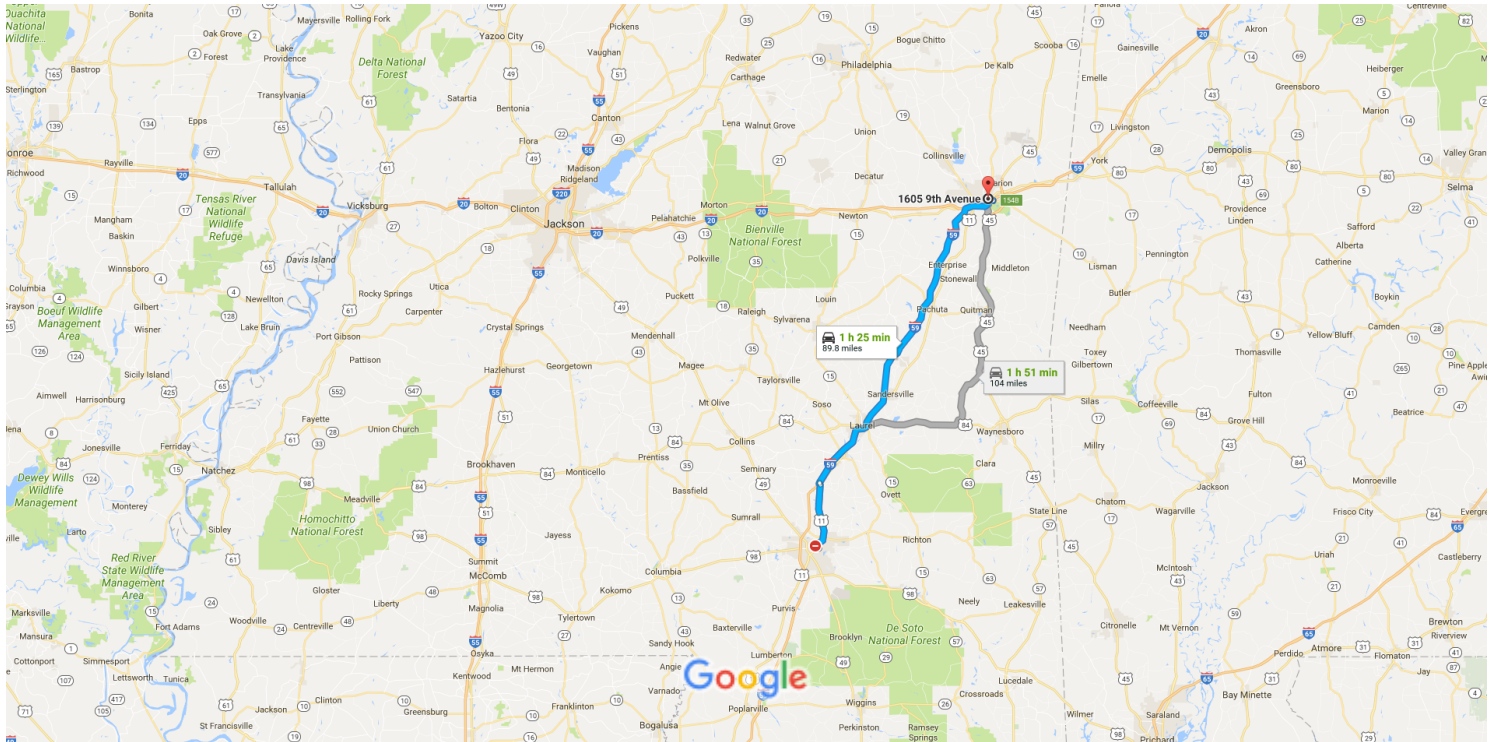 Ouachita
National
Wildlife...
Bonita
Oak Grove
Forest
Lake
Providence
Mayersville
Rolling Fork
Yazoo City
Pickens
Vaughan
Redwater
Carthage
Bogue Chitto
Philadelphia
De Kalb
Scooba
Panola
Gainesville
Emelle
Akron
Centreville
Heiberger
Greensboro
Marion
Bastrop
Sterlington
Transylvania
Delta National
Forest
Satartia
Bentonia
Canton
Flora
Lena
Walnut Grove
Union
Collinsville
Livingston
Demopolis
York
Epps
Monroe
Richwood
Rayville
Tallulah
Vicksburg
Bolton
Clinton
Madison
Ridgeland
Jackson
Pelahatchie
Morton
Decatur
Newton
Marion
1605 9th Avenue
Valley Gran
Selma
Tensas River
National
Wildlife
Refuge
Mangham
Baskin
Winnsboro
Davis Island
Bienville
National Forest
Polkville
Puckett
Raleigh
Sylvarena
Louin
Enterprise
Stonewall
Middleton
Pachuta
Quitman
Lisman
Butler
Pennington
Providence
Linden
Safford
Alberta
Catherine
Boykin
Camden
Columbia
Grayson
Boeuf Wildlife
Management
Area
Gilbert
Wisner
Newellton
Lake Bruin
Rocky Springs
Utica
Carpenter
Port Gibson
Pattison
Crystal Springs
Mendenhall
Georgetown
Hazlehurst
Magee
Taylorsville
Mt Olive
Soso
1 h 25 min
89.8 miles
1 h 51 min
104 miles
Sandersville
Laurel
Waynesboro
Needham
Toxey
Gilbertown
Silas
Coffeeville
Thomasville
Yellow Bluff
Fulton
Grove Hill
Pine Apple
Beatrice
Sicily Island
Aimwell
Harrisonburg
Jonesville
Ferriday
Natchez
Fayette
Union Church
Brookhaven
Monticello
Prentiss
Collins
Seminary
Bassfield
Sumrall
Clara
Ovett
Millry
Chatom
Wagarville
Jackson
Monroeville
Frisco City
Evergre
Dewey Wills
Wildlife
Management
Monterey
Larto
Sibley
Meadville
Homochitto
National Forest
Red River
State Wildlife
Management
Area
Jayess
Summit
McComb
Magnolia
Columbia
Kokomo
Tylertown
Richton
State Line
McIntosh
Uriah
Castleberry
Marksville
Mansura
Cottonport
Simmesport
Lettsworth
Tunica
Fort Adams
Woodville
Gloster
Liberty
Centreville
Osyka
Kentwood
Mt Hermon
Sandy Hook
Angie
Varnado
Bogalusa
Baxterville
Purvis
Lumberton
Poplarville
Brooklyn
De Soto
National Forest
Neely
Leakesville
Citronelle
Mt Vernon
Perdido
Atmore
Flomaton
Brewton
Riverview
Jay
Google
Jackson
St Francisville
Clinton
Greensburg
Franklinton
Wiggins
Perkinston
Ramsey
Springs
Crossroads
Lucedale
Wilmer
Saraland
Prichard
Bay Minette